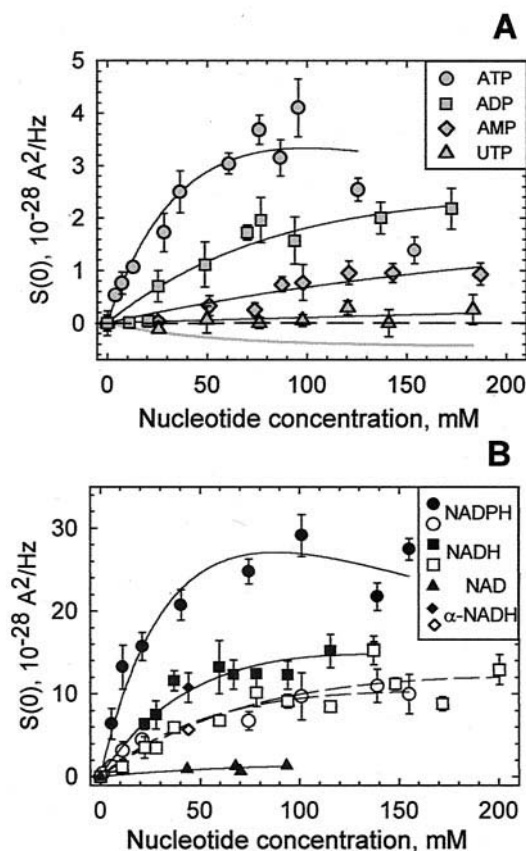 A
5
4
3
2
1
0
S(0), 10⁻²⁸ A²/Hz
ATP
ADP
AMP
UTP
0 50 100 150 200
Nucleotide concentration, mM
B
30
20
10
0
S(0), 10⁻²⁸ A²/Hz
NADPH
NADH
NAD
α-NADH
0 50 100 150 200
Nucleotide concentration, mM